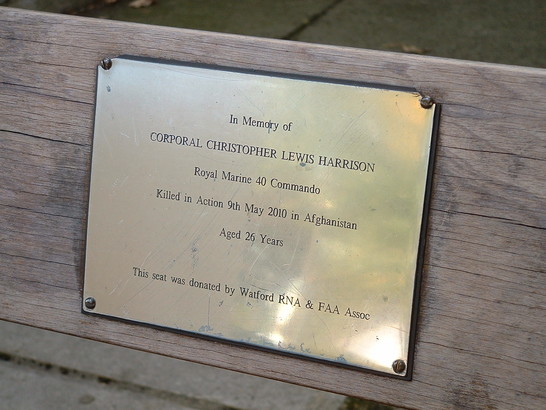 In Memory of
CORPORAL CHRISTOPHER LEWIS HARRISON
Royal Marine 40 Commando
Killed in Action 9th May 2010 in Afghanistan
Aged 26 Years
This seat was donated by Watford RNA & FAA Assoc